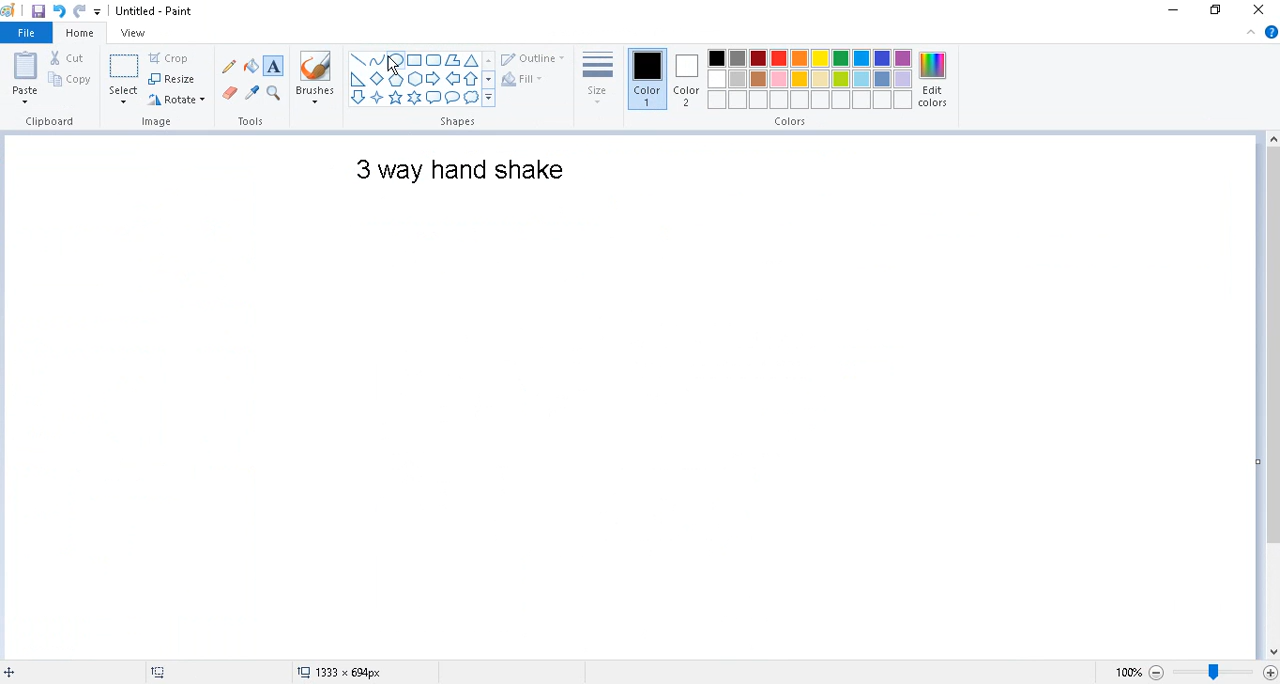 Untitled - Paint
File Home View
Paste
Cut
Copy
Clipboard
Select
Crop
Resize
Rotate
Image
Tools
Brushes
Shapes
Outline
Fill
Size
Color 1
Color 2
Edit colors
Colors
3 way hand shake
1333 × 694px
100%